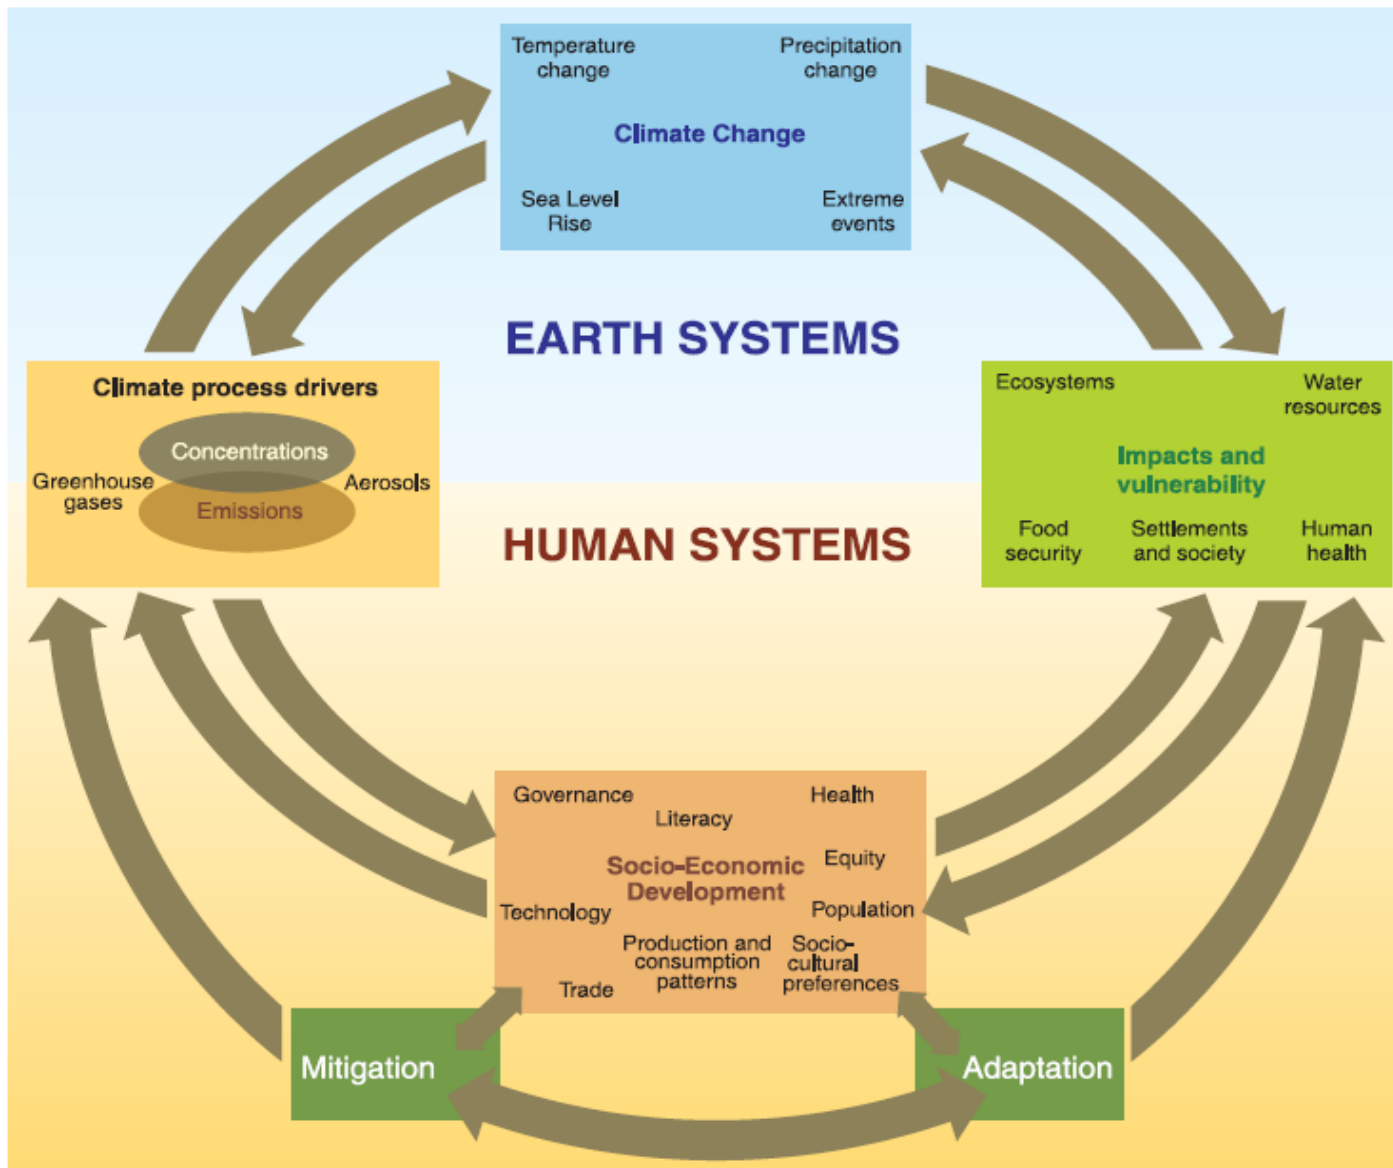 Temperature
change
Precipitation
change
Climate Change
Sea Level
Rise
Extreme
events
EARTH SYSTEMS
Climate process drivers
Concentrations
Greenhouse
gases
Aerosols
Emissions
Ecosystems
Water
resources
Impacts and
vulnerability
Food
security
Settlements
and society
Human
health
HUMAN SYSTEMS
Governance
Literacy
Health
Socio-Economic
Development
Equity
Technology
Population
Production and
consumption
patterns
Socio-
cultural
preferences
Trade
Mitigation
Adaptation